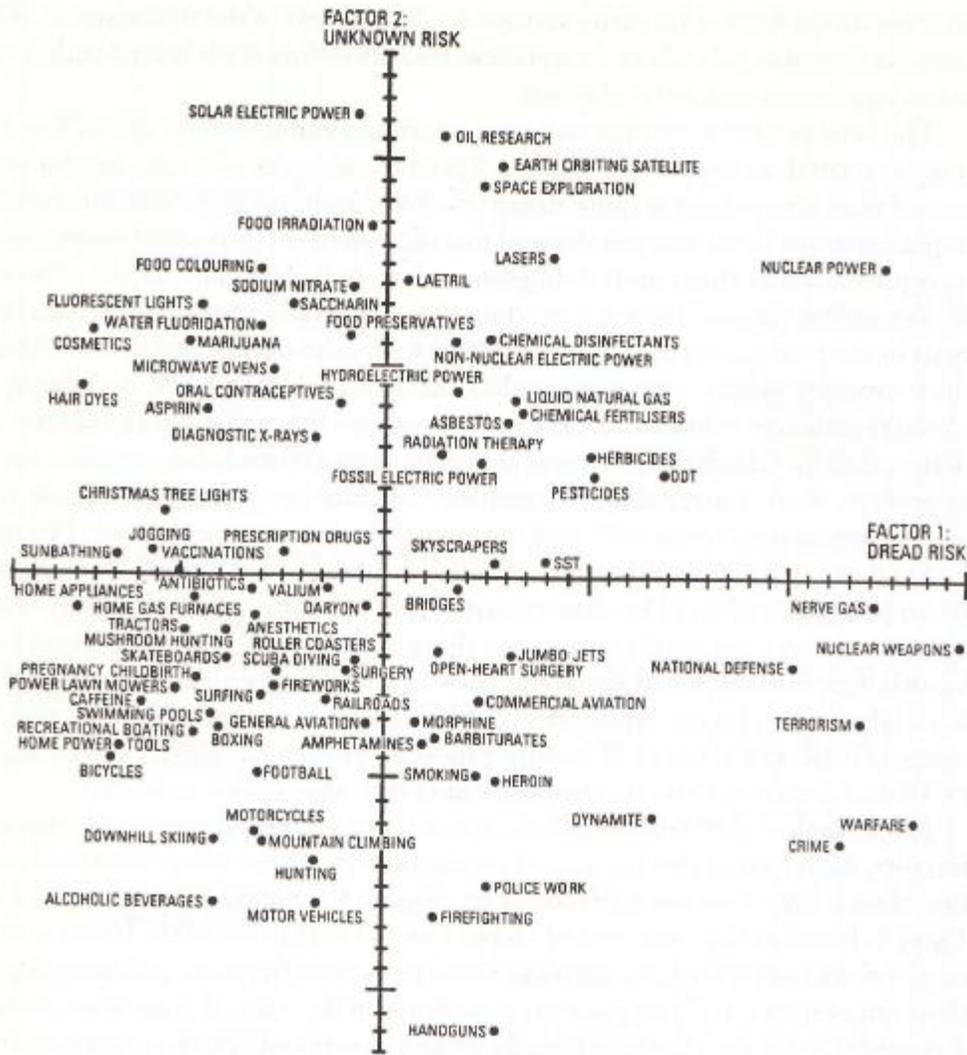 FACTOR 2:
UNKNOWN RISK
SOLAR ELECTRIC POWER
OIL RESEARCH
EARTH ORBITING SATELLITE
SPACE EXPLORATION
FOOD IRRADIATION
LASERS
FOOD COLOURING
NUCLEAR POWER
SODIUM NITRATE
LAETRIL
FLUORESCENT LIGHTS
SACCHARIN
WATER FLUORIDATION
FOOD PRESERVATIVES
COSMETICS
MARIJUANA
CHEMICAL DISINFECTANTS
NON-NUCLEAR ELECTRIC POWER
MICROWAVE OVENS
HYDROELECTRIC POWER
HAIR DYES
ORAL CONTRACEPTIVES
LIQUID NATURAL GAS
ASPIRIN
CHEMICAL FERTILISERS
ASBESTOS
DIAGNOSTIC X-RAYS
RADIATION THERAPY
HERBICIDES
FOSSIL ELECTRIC POWER
DDT
PESTICIDES
CHRISTMAS TREE LIGHTS
FACTOR 1:
DREAD RISK
JOGGING
PRESCRIPTION DRUGS
SKYSCRAPERS
SUNBATHING
VACCINATIONS
SST
HOME APPLIANCES
ANTIBIOTICS
VALIUM
BRIDGES
HOME GAS FURNACES
DARYON
NERVE GAS
TRACTORS
ANESTHETICS
MUSHROOM HUNTING
ROLLER COASTERS
NUCLEAR WEAPONS
SKATEBOARDS
SCUBA DIVING
JUMBO JETS
PREGNANCY CHILDBIRTH
SURGERY
OPEN-HEART SURGERY
NATIONAL DEFENSE
POWER LAWN MOWERS
SURFING
FIREWORKS
CAFFEINE
RAILROADS
COMMERCIAL AVIATION
SWIMMING POOLS
GENERAL AVIATION
MORPHINE
TERRORISM
RECREATIONAL BOATING
BOXING
AMPHETAMINES
BARBITURATES
HOME POWER TOOLS
BICYCLES
FOOTBALL
SMOKING
HEROIN
MOTORCYCLES
DYNAMITE
WARFARE
DOWNHILL SKIING
MOUNTAIN CLIMBING
CRIME
HUNTING
POLICE WORK
ALCOHOLIC BEVERAGES
MOTOR VEHICLES
FIREFIGHTING
HANDGUNS